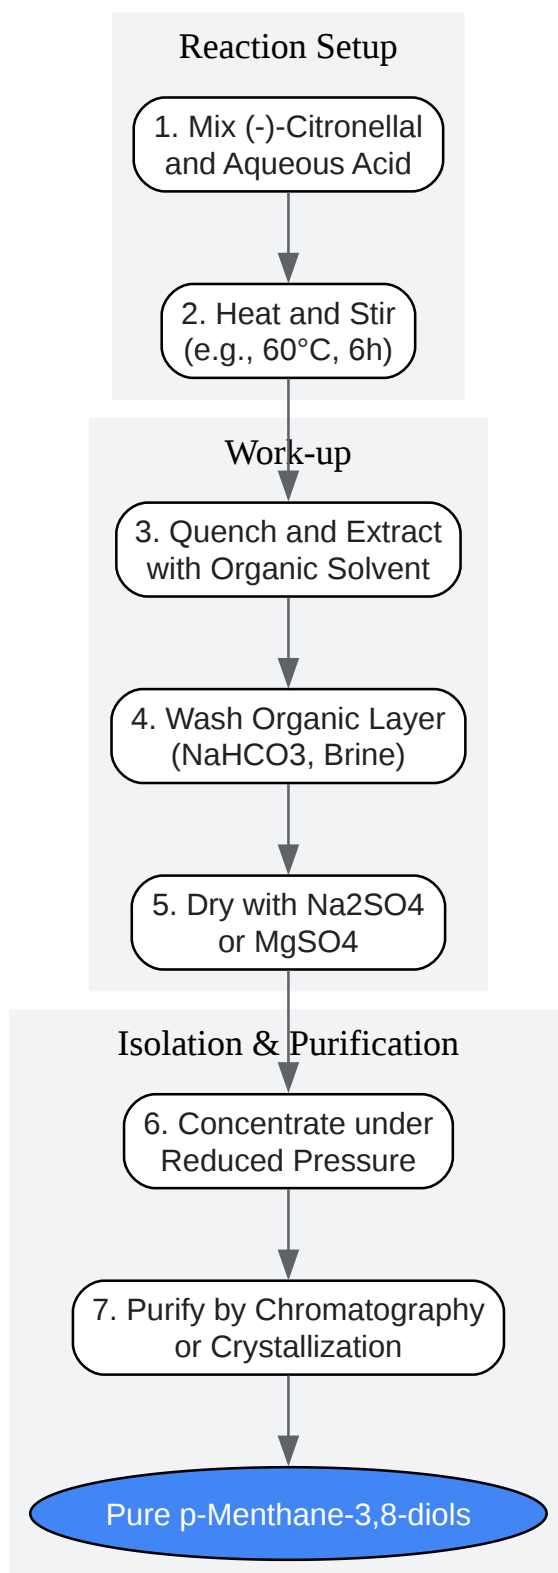 Reaction Setup
1. Mix (-)-Citronellal
and Aqueous Acid
2. Heat and Stir
(e.g., 60°C, 6h)
Work-up
3. Quench and Extract
with Organic Solvent
4. Wash Organic Layer
(NaHCO3, Brine)
5. Dry with Na2SO4
or MgSO4
Isolation & Purification
6. Concentrate under
Reduced Pressure
7. Purify by Chromatography
or Crystallization
Pure p-Menthane-3,8-diols